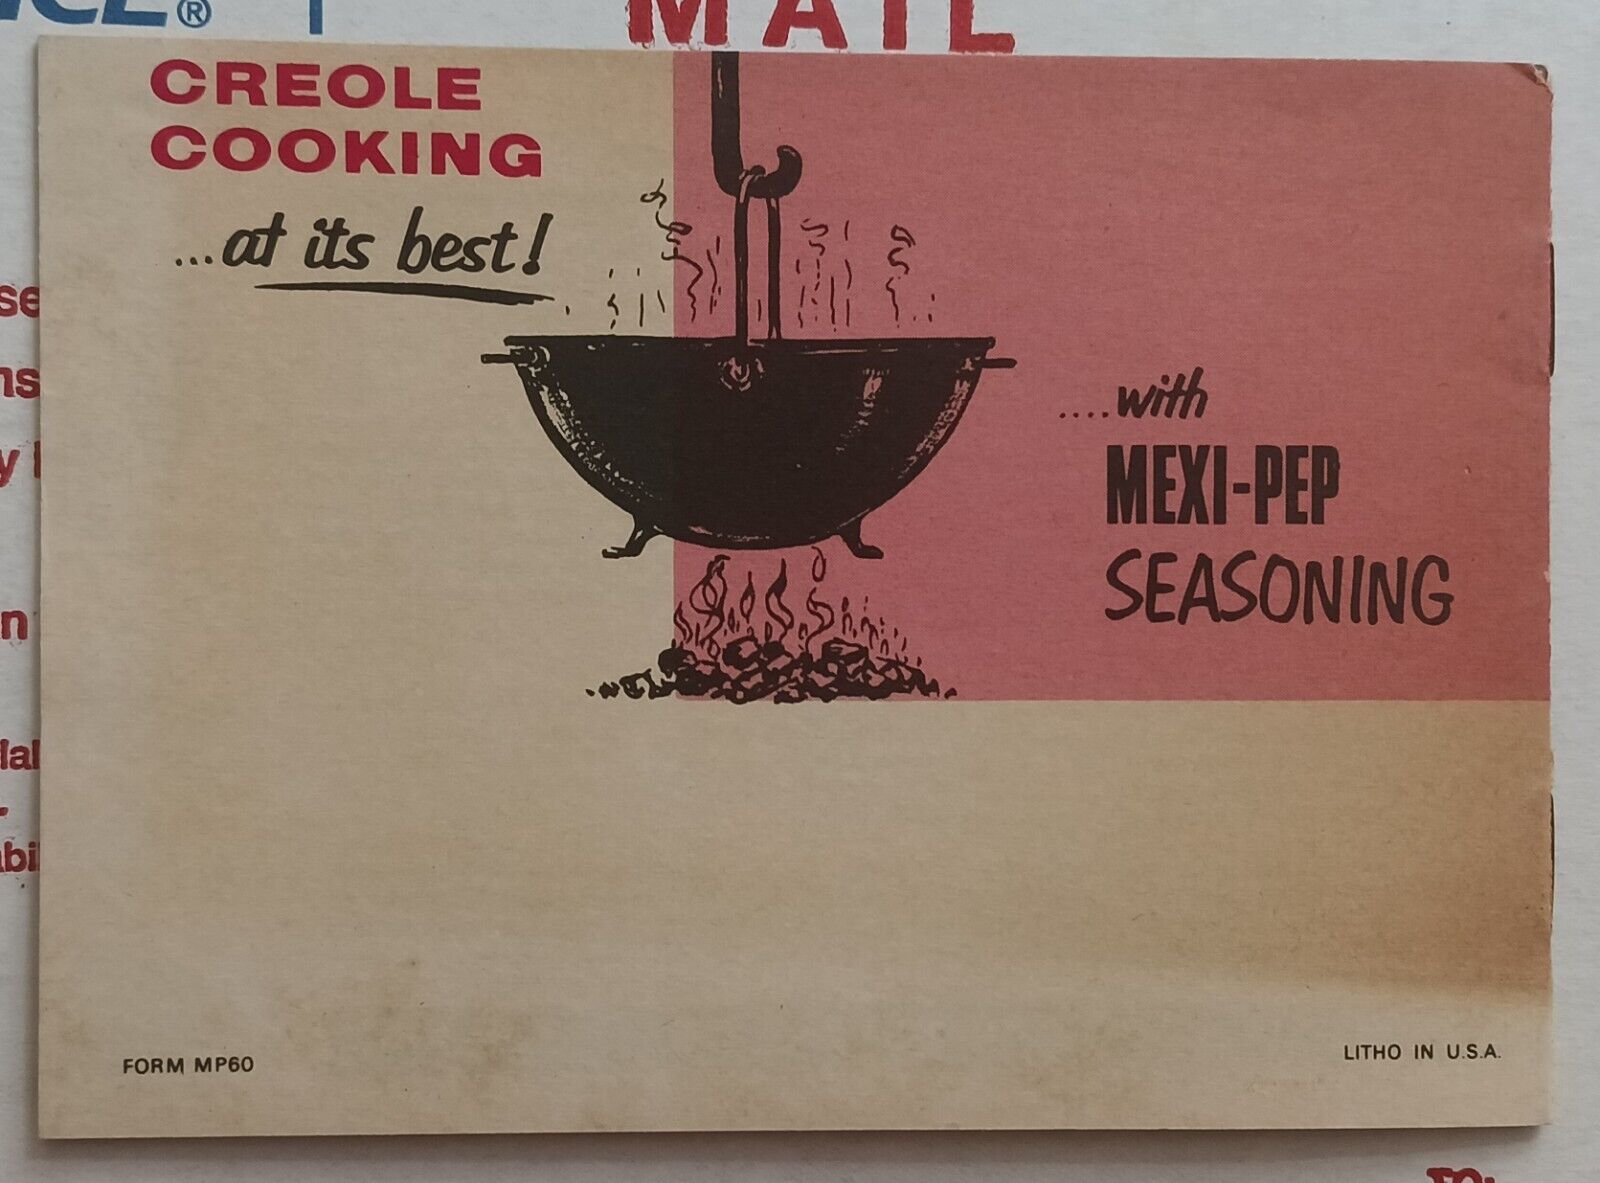 ®
MAIL
CREOLE
COOKING
...at its best!
....with
MEXI-PEP
SEASONING
FORM MP60
LITHO IN U.S.A.